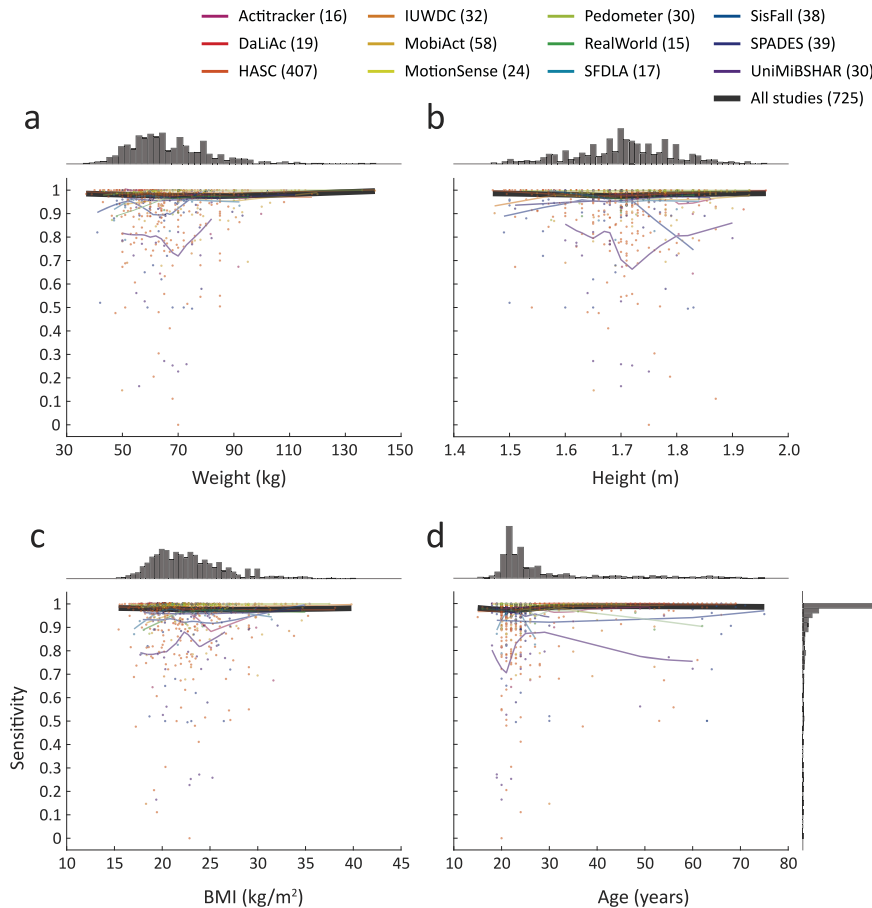 Actitracker (16) IUWDC (32) Pedometer (30) SisFall (38)
DaLiAc (19) MobiAct (58) RealWorld (15) SPADES (39)
HASC (407) MotionSense (24) SFDLA (17) UniMiBSHAR (30)
All studies (725)
a
1
0.9
0.8
0.7
0.6
0.5
0.4
0.3
0.2
0.1
0
30 50 70 90 110 130 150
Weight (kg)
b
1.4 1.5 1.6 1.7 1.8 1.9 2.0
Height (m)
c
Sensitivity
1
0.9
0.8
0.7
0.6
0.5
0.4
0.3
0.2
0.1
0
10 15 20 25 30 35 40 45
BMI (kg/m²)
d
10 20 30 40 50 60 70 80
Age (years)